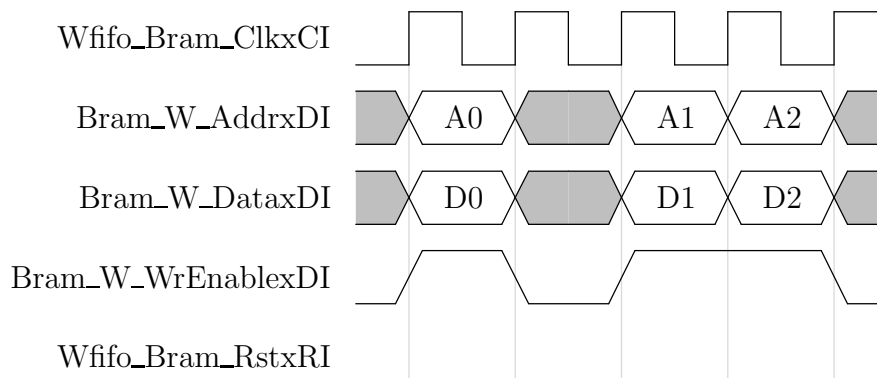 Wfifo_Bram_ClkxCI
Bram_W_AddrxDI A0 A1 A2
Bram_W_DataxDI D0 D1 D2
Bram_W_WrEnablexDI
Wfifo_Bram_RstxRI